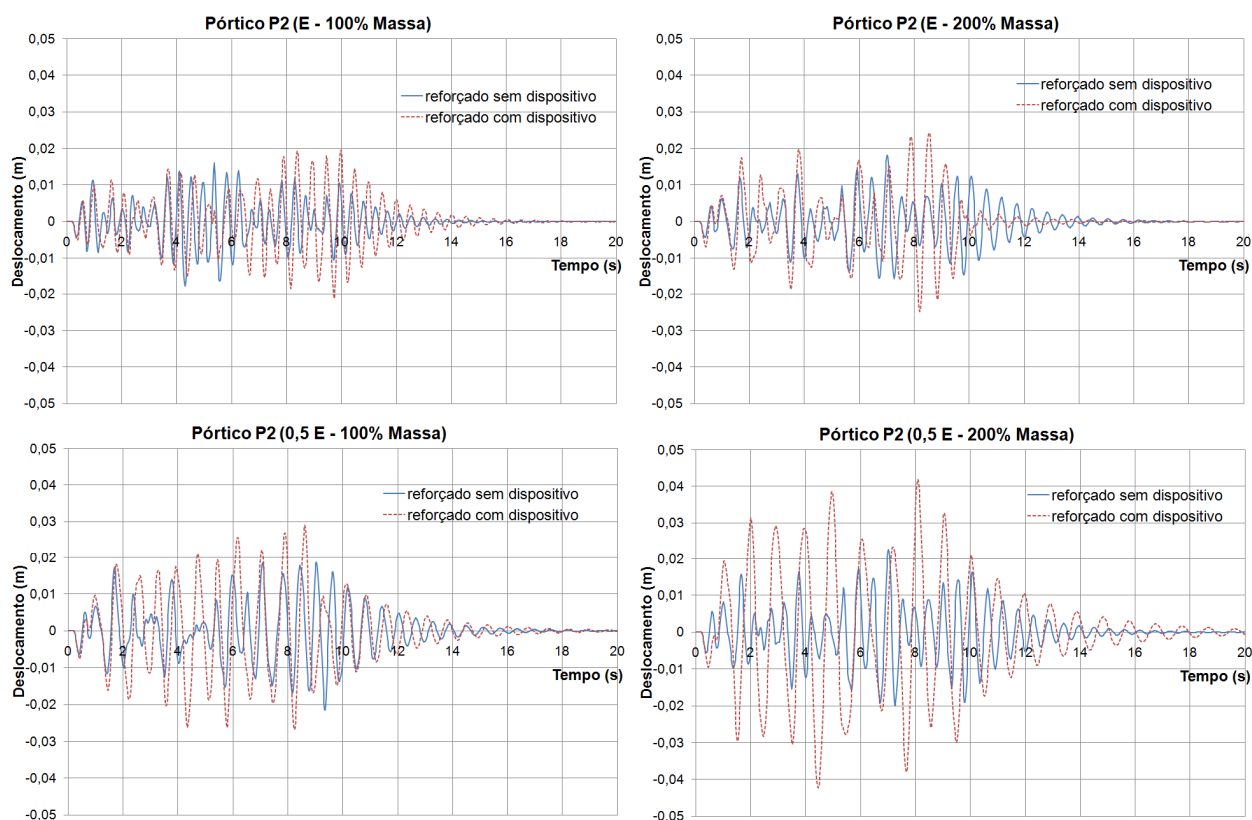 Pórtico P2 (E - 100% Massa)
0,05
0,04
0,03
0,02
0,01
0
-0,01
-0,02
-0,03
-0,04
-0,05
Deslocamento (m)
reforçado sem dispositivo
reforçado com dispositivo
0 2 4 6 8 10 12 14 16 18 20
Tempo (s)
Pórtico P2 (E - 200% Massa)
0,05
0,04
0,03
0,02
0,01
0
-0,01
-0,02
-0,03
-0,04
-0,05
Deslocamento (m)
reforçado sem dispositivo
reforçado com dispositivo
0 2 4 6 8 10 12 14 16 18 20
Tempo (s)
Pórtico P2 (0,5 E - 100% Massa)
0,05
0,04
0,03
0,02
0,01
0
-0,01
-0,02
-0,03
-0,04
-0.05
Deslocamento (m)
reforçado sem dispositivo
reforçado com dispositivo
0 2 4 6 8 10 12 14 16 18 20
Tempo (s)
Pórtico P2 (0,5 E - 200% Massa)
0,05
0,04
0,03
0,02
0,01
0
-0,01
-0,02
-0,03
-0,04
-0,05
Deslocamento (m)
reforçado sem dispositivo
reforçado com dispositivo
0 2 4 6 8 10 12 14 16 18 20
Tempo (s)